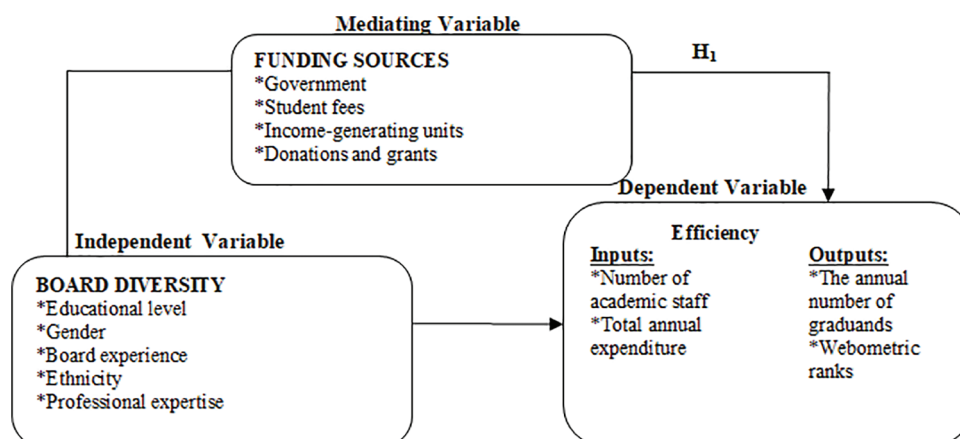 Mediating Variable
FUNDING SOURCES
*Government
*Student fees
*Income-generating units
*Donations and grants
H1
Dependent Variable
Efficiency
Inputs:
*Number of
academic staff
*Total annual
expenditure
Outputs:
*The annual
number of
graduands
*Webometric
ranks
Independent Variable
BOARD DIVERSITY
*Educational level
*Gender
*Board experience
*Ethnicity
*Professional expertise